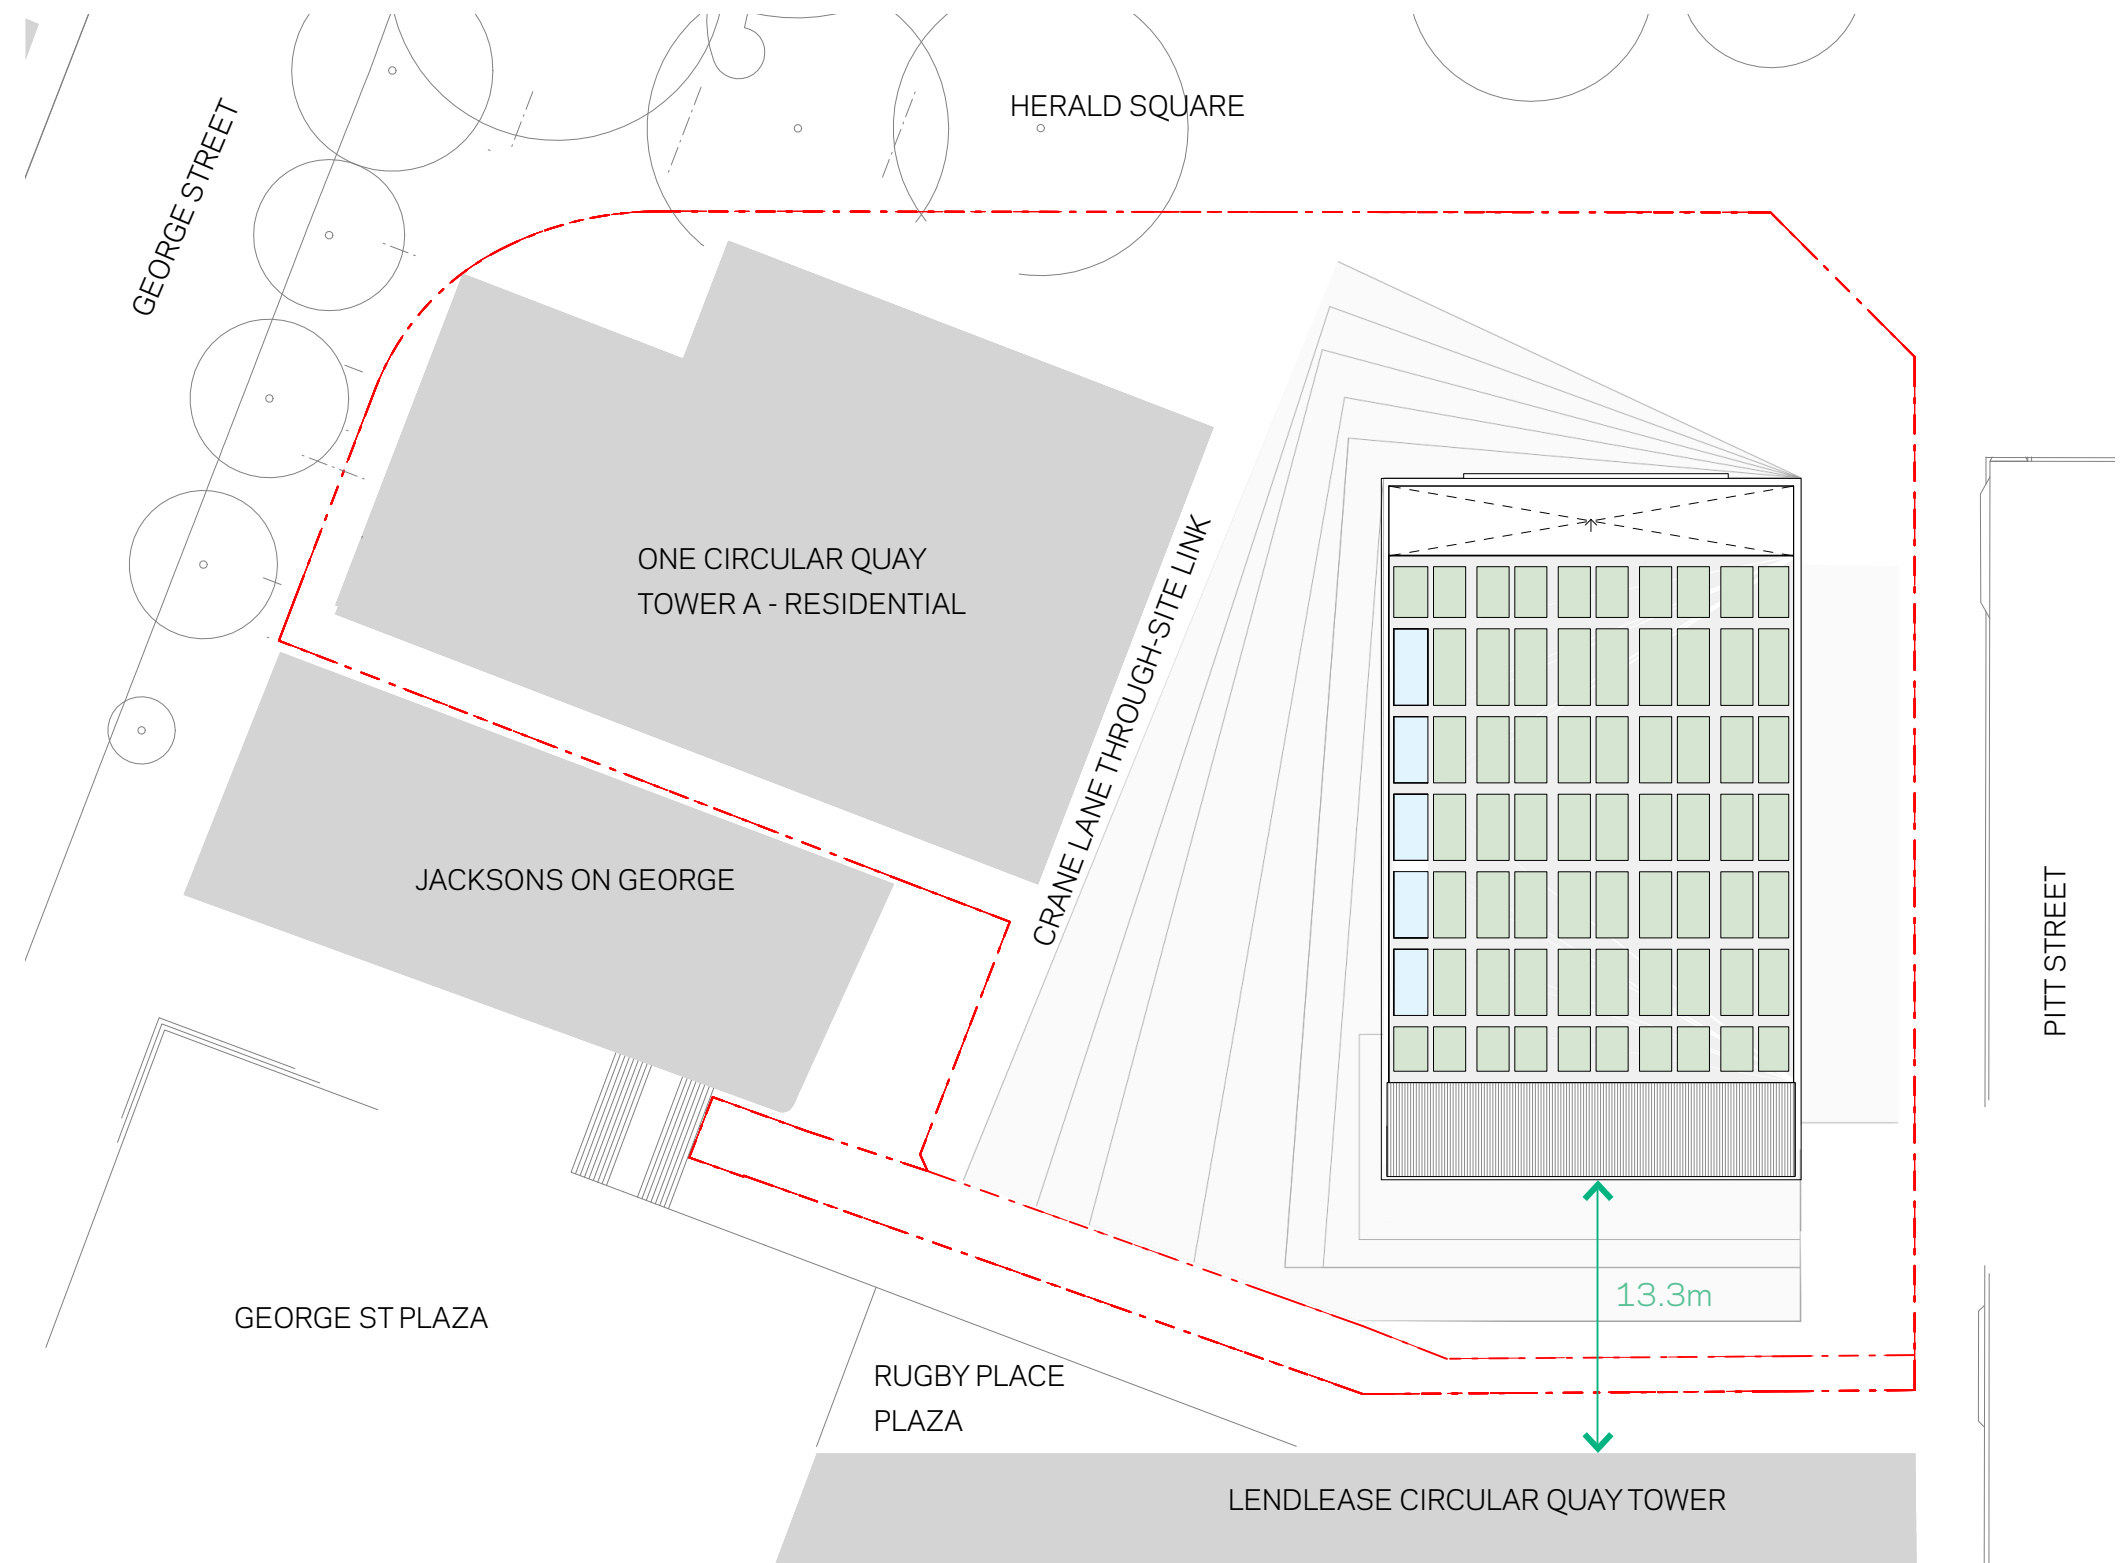 HERALD SQUARE
GEORGE STREET
ONE CIRCULAR QUAY
TOWER A - RESIDENTIAL
CRANE LANE THROUGH-SITE LINK
JACKSONS ON GEORGE
PITT STREET
13.3m
GEORGE ST PLAZA
RUGBY PLACE
PLAZA
LENDLEASE CIRCULAR QUAY TOWER